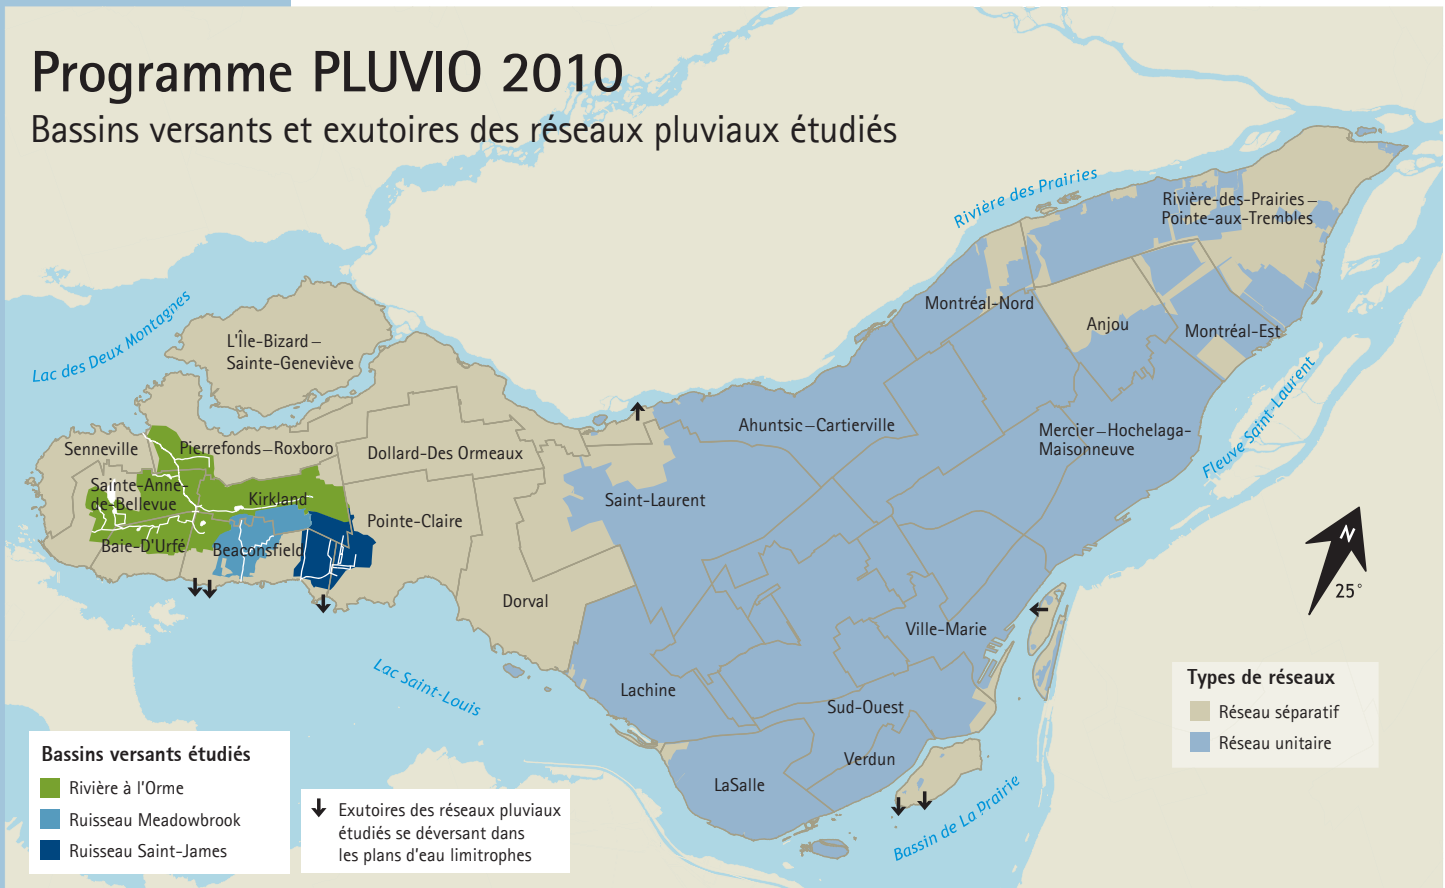 Programme PLUVIO 2010
Bassins versants et exutoires des réseaux pluviaux étudiés
Rivière des Prairies
Rivière-des-Prairies–
Pointe-aux-Trembles
Lac des Deux Montagnes
L'Île-Bizard–
Sainte-Geneviève
Montréal-Nord
Anjou
Montréal-Est
Fleuve Saint-Laurent
Senneville
Pierrefonds–Roxboro
Dollard-Des Ormeaux
Ahuntsic–Cartierville
Mercier–Hochelaga-
Maisonneuve
Sainte-Anne-
de-Bellevue
Kirkland
Saint-Laurent
Pointe-Claire
Baie-D'Urfé
Beaconsfield
N
25°
Dorval
Ville-Marie
Lac Saint-Louis
Lachine
Sud-Ouest
Verdun
LaSalle
Bassin de La Prairie
Types de réseaux
Réseau séparatif
Réseau unitaire
Bassins versants étudiés
Rivière à l'Orme
Ruisseau Meadowbrook
Ruisseau Saint-James
Exutoires des réseaux pluviaux
étudiés se déversant dans
les plans d'eau limitrophes